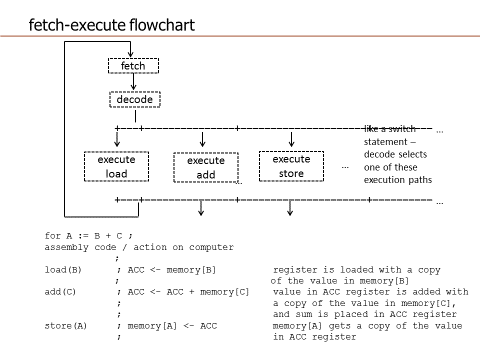 fetch-execute flowchart
fetch
decode
like a switch
statement –
decode selects
one of these
execution paths
...
execute
load
execute
add
...
execute
store
...
...
for A := B + C ;
assembly code / action on computer
;
load(B) ; ACC <- memory[B] register is loaded with a copy
; of the value in memory[B]
add(C) ; ACC <- ACC + memory[C] value in ACC register is added with
; a copy of the value in memory[C],
; and sum is placed in ACC register
store(A) ; memory[A] <- ACC memory[A] gets a copy of the value
; in ACC register